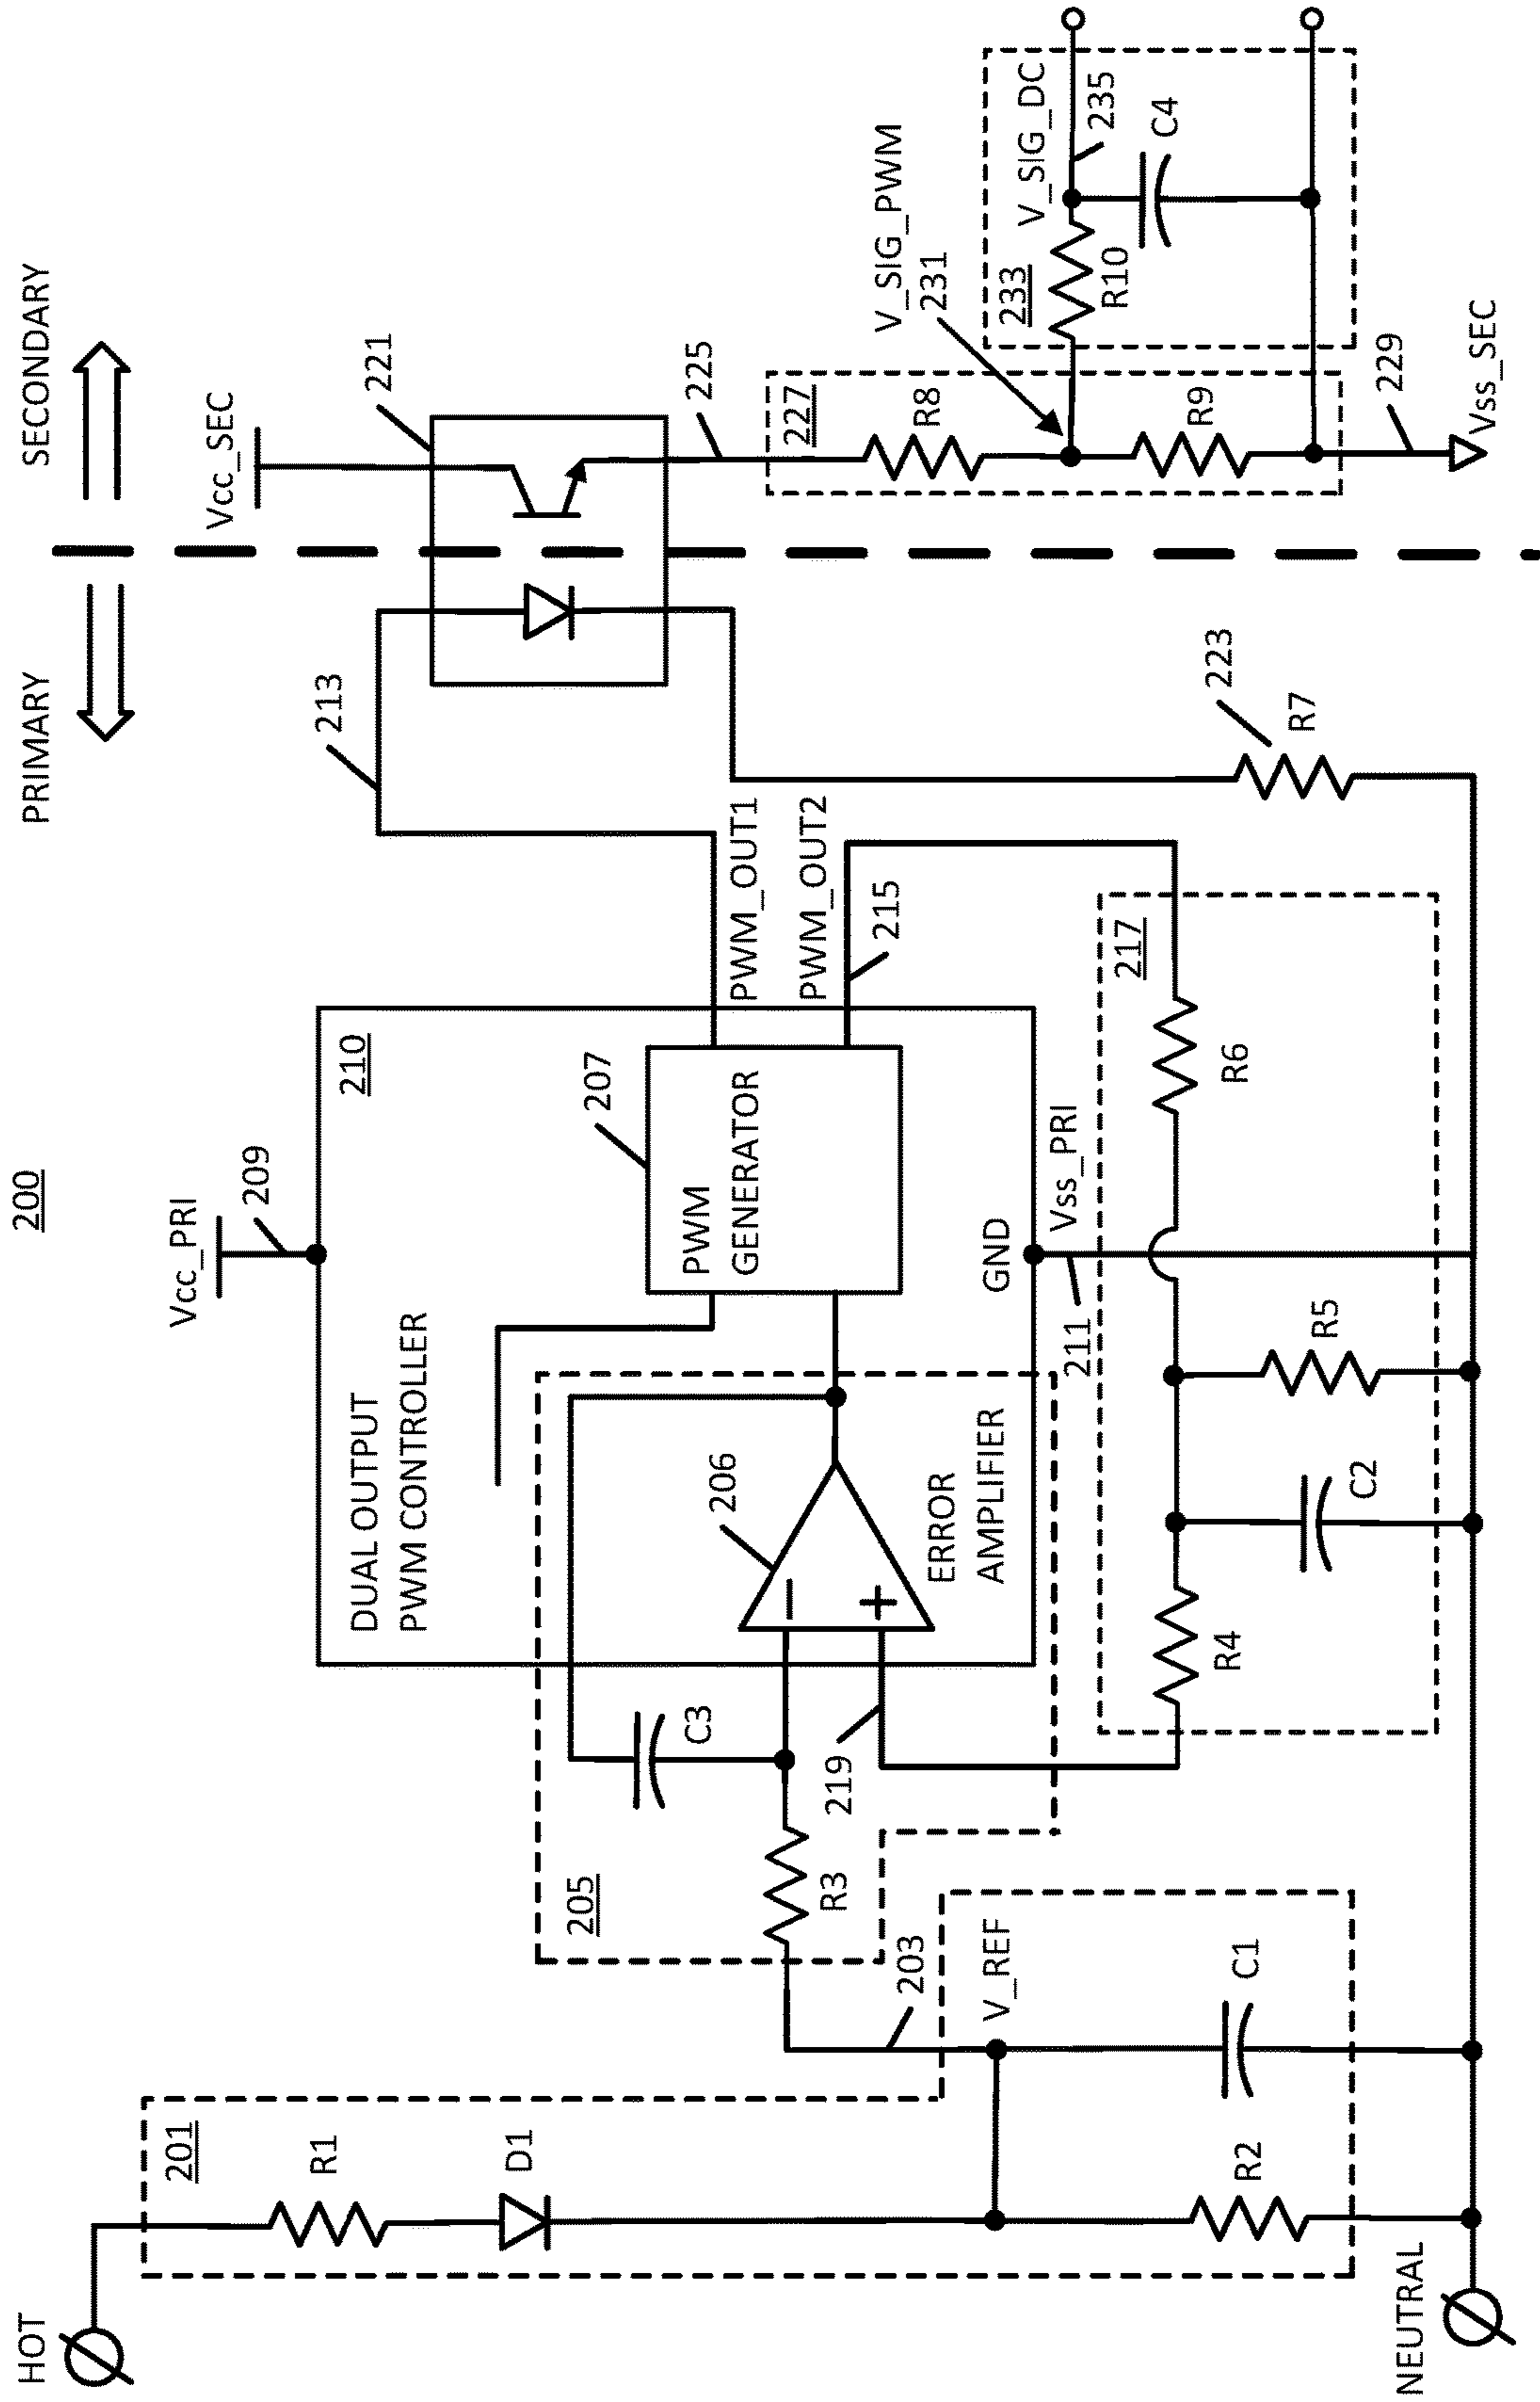 200
PRIMARY
SECONDARY
HOT
201
R1
D1
R2
NEUTRAL
V_REF
C1
203
205
R3
C3
219
206
ERROR
AMPLIFIER
DUAL OUTPUT
PWM CONTROLLER
210
Vcc_PRI
209
207
PWM
GENERATOR
GND
Vss_PRI
211
PWM_OUT1
PWM_OUT2
213
215
217
R4
C2
R5
R6
223
R7
Vcc_SEC
221
225
227
R8
R9
229
Vss_SEC
V_SIG_PWM
231
233
R10
V_SIG_DC
235
C4